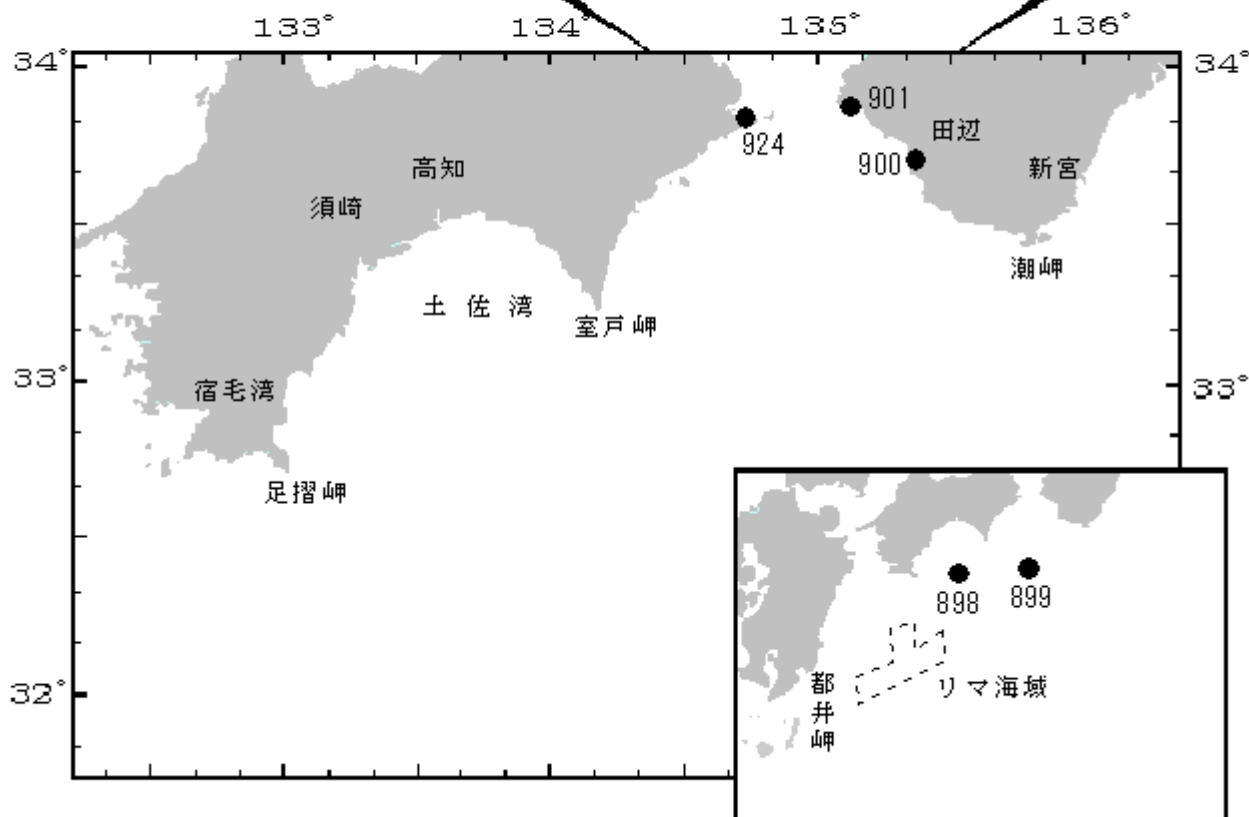 133°
134°
135°
136°
34°
34°
901
924
田辺
900
高知
新宮
須崎
潮岬
土佐湾
室戸岬
33°
33°
宿毛湾
足摺岬
898
899
リマ海域
都井岬
32°